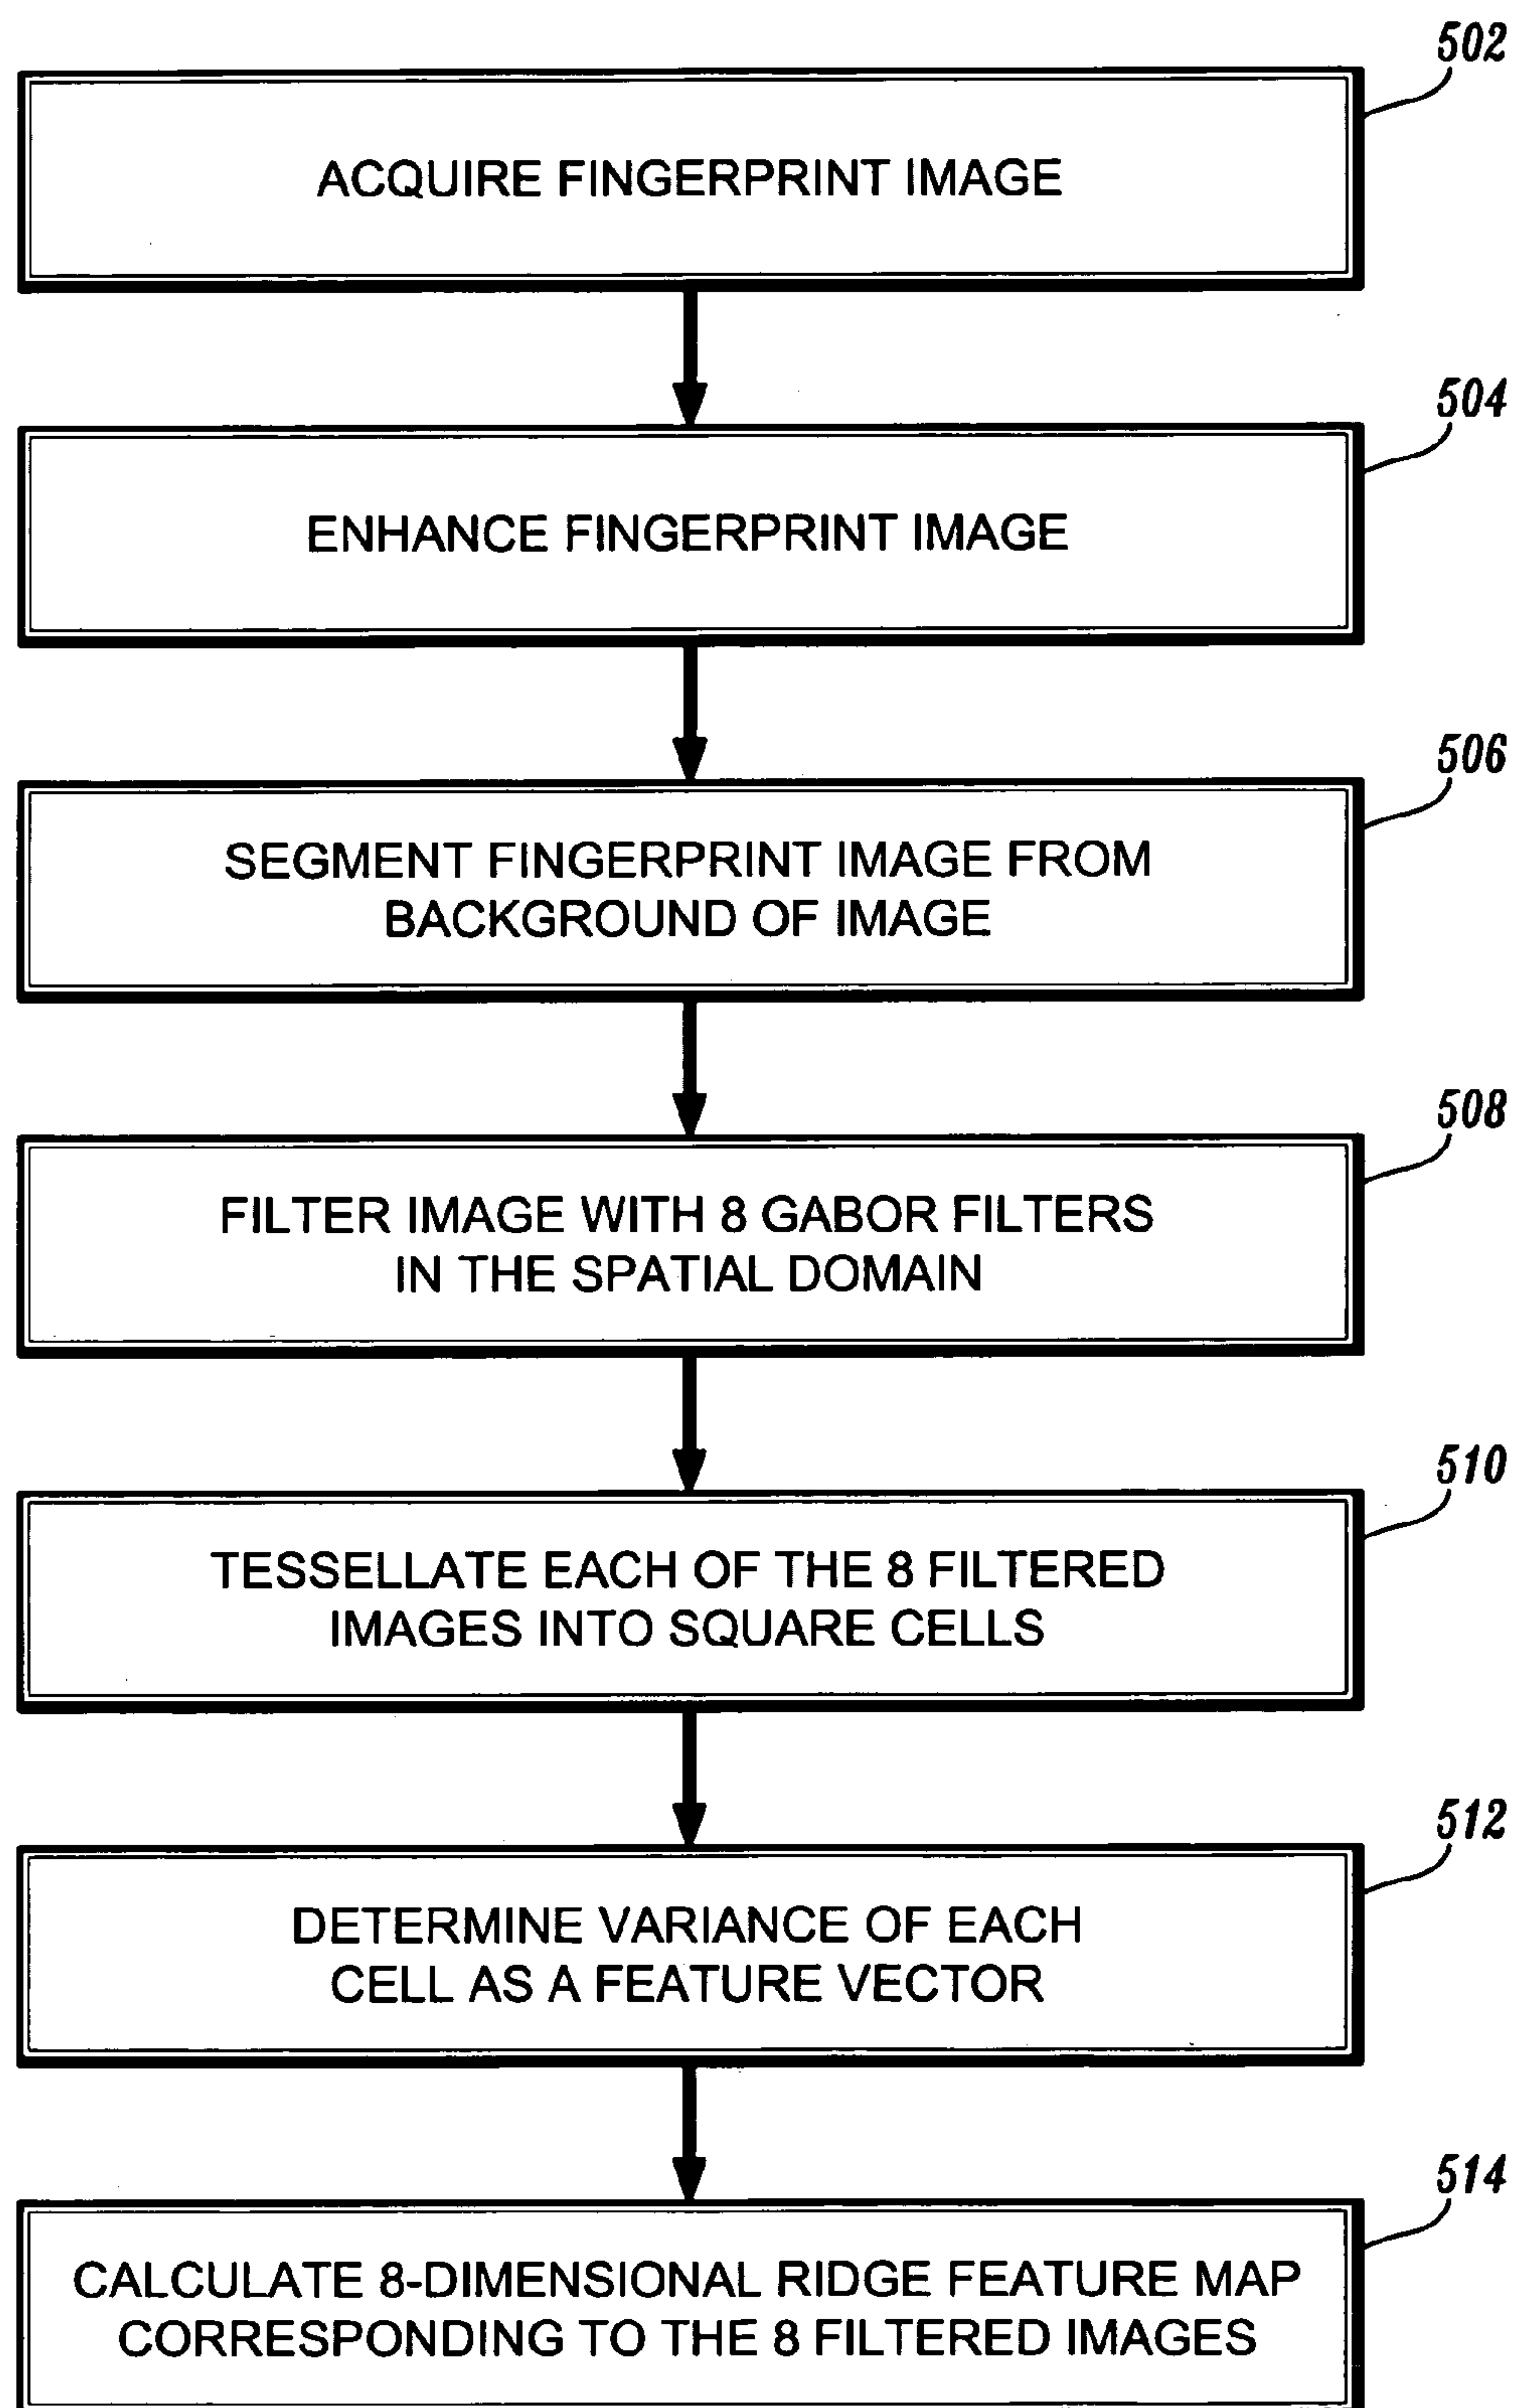 502
ACQUIRE FINGERPRINT IMAGE
504
ENHANCE FINGERPRINT IMAGE
506
SEGMENT FINGERPRINT IMAGE FROM
BACKGROUND OF IMAGE
508
FILTER IMAGE WITH 8 GABOR FILTERS
IN THE SPATIAL DOMAIN
510
TESSELLATE EACH OF THE 8 FILTERED
IMAGES INTO SQUARE CELLS
512
DETERMINE VARIANCE OF EACH
CELL AS A FEATURE VECTOR
514
CALCULATE 8-DIMENSIONAL RIDGE FEATURE MAP
CORRESPONDING TO THE 8 FILTERED IMAGES